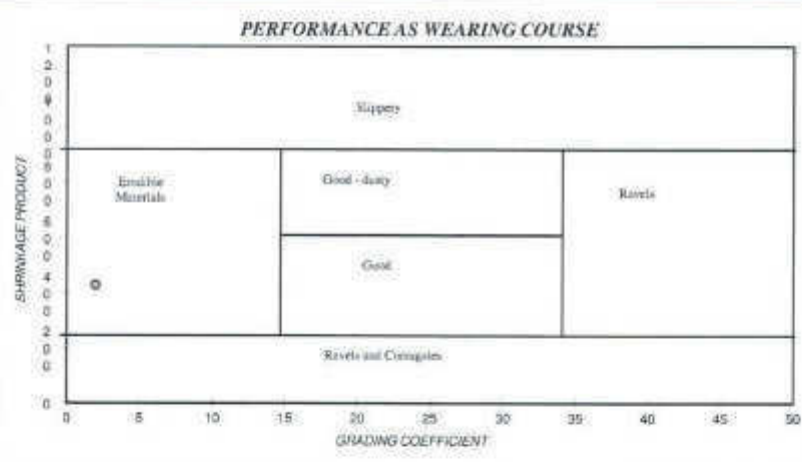 PERFORMANCE AS WEARING COURSE
SHRINKAGE PRODUCT
Slippery
Erodible
Materials
Good - dusty
Ravels
Good
Ravels and Corrugates
0
0 5 10 15 20 25 30 35 40 45 50
GRADING COEFFICIENT